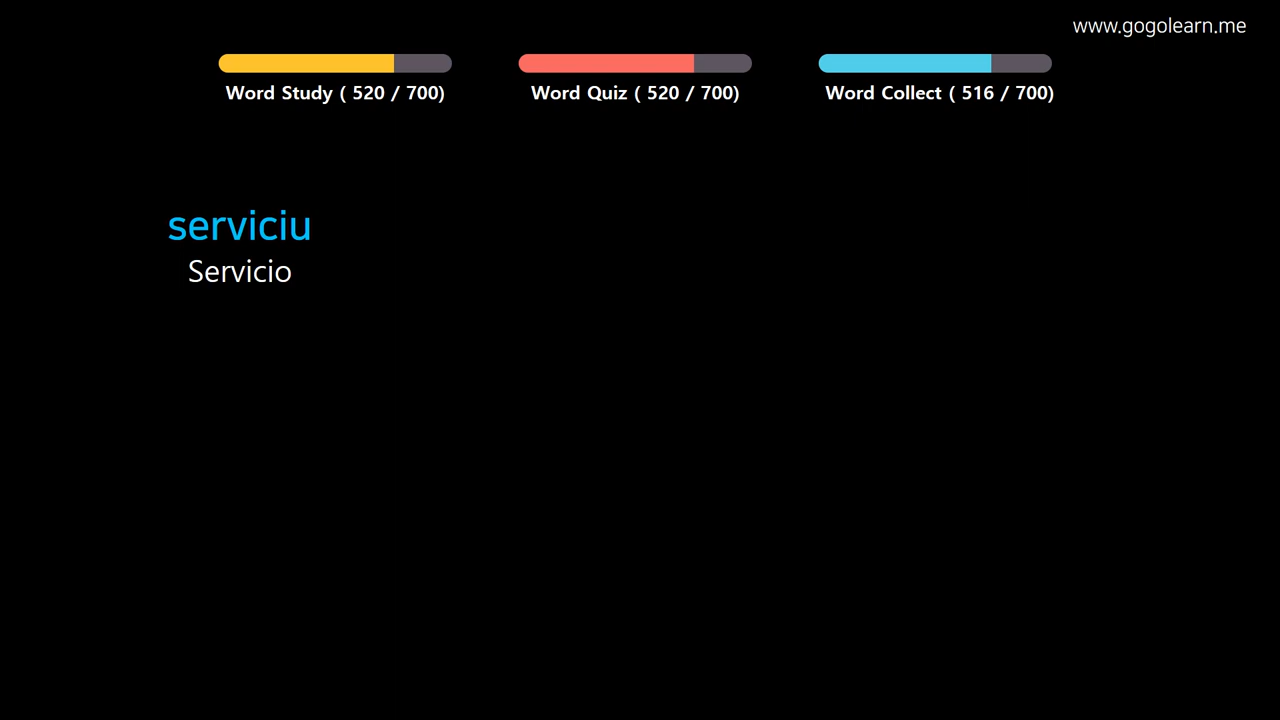 www.gogolearn.me
Word Study ( 520 / 700)
Word Quiz ( 520 / 700)
Word Collect ( 516 / 700)
serviciu
Servicio